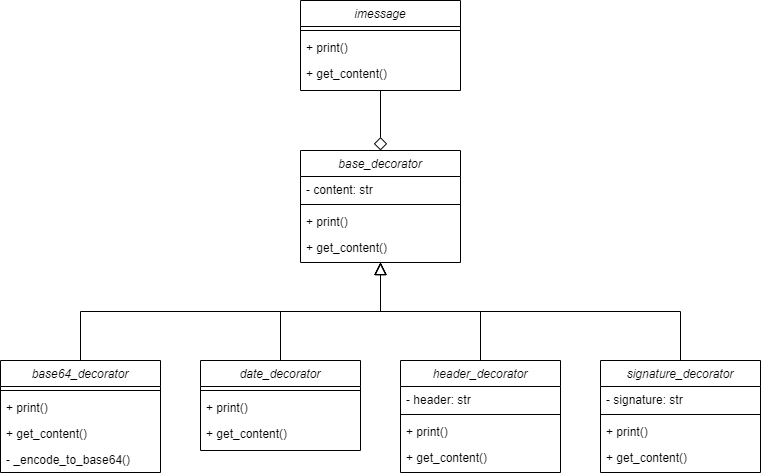 imessage
+ print()
+ get_content()
base_decorator
- content: str
+ print()
+ get_content()
base64_decorator
+ print()
+ get_content()
- _encode_to_base64()
date_decorator
+ print()
+ get_content()
header_decorator
- header: str
+ print()
+ get_content()
signature_decorator
- signature: str
+ print()
+ get_content()